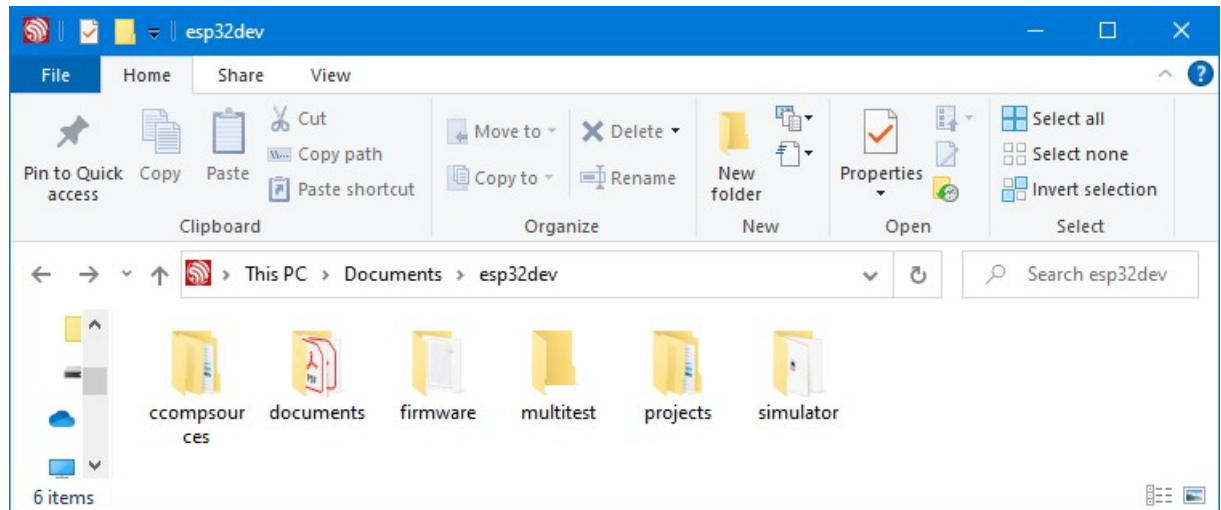 esp32dev
File Home Share View
Pin to Quick access
Copy
Paste
Cut
Copy path
Paste shortcut
Clipboard
Move to
Copy to
Delete
Rename
Organize
New folder
New
Properties
Open
Select all
Select none
Invert selection
Select
This PC > Documents > esp32dev
Search esp32dev
ccompsour
ces
documents
firmware
multitest
projects
simulator
6 items